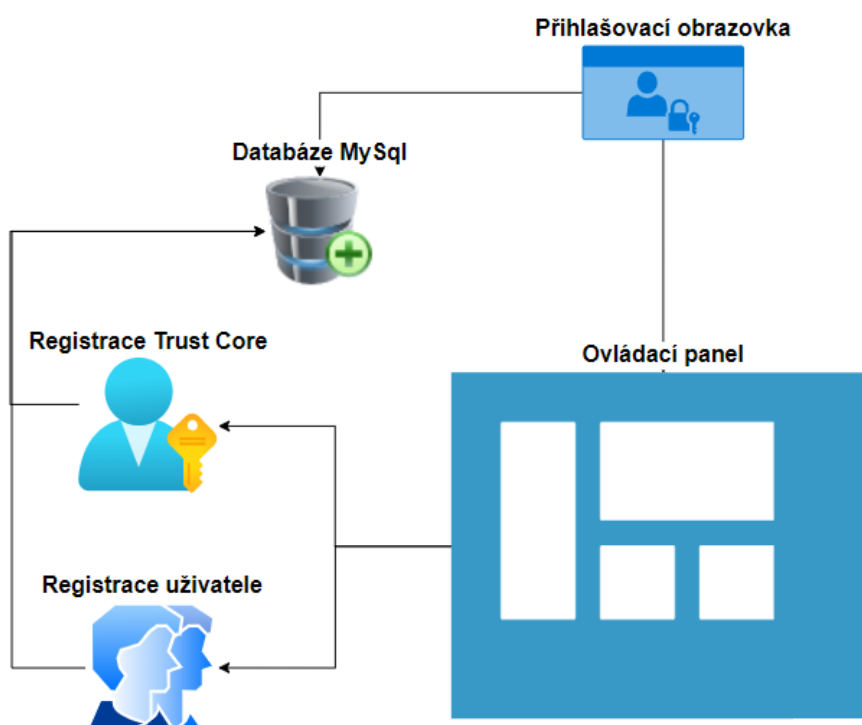 Přihlašovací obrazovka
Databáze MySql
Registrace Trust Core
Ovládací panel
Registrace uživatele